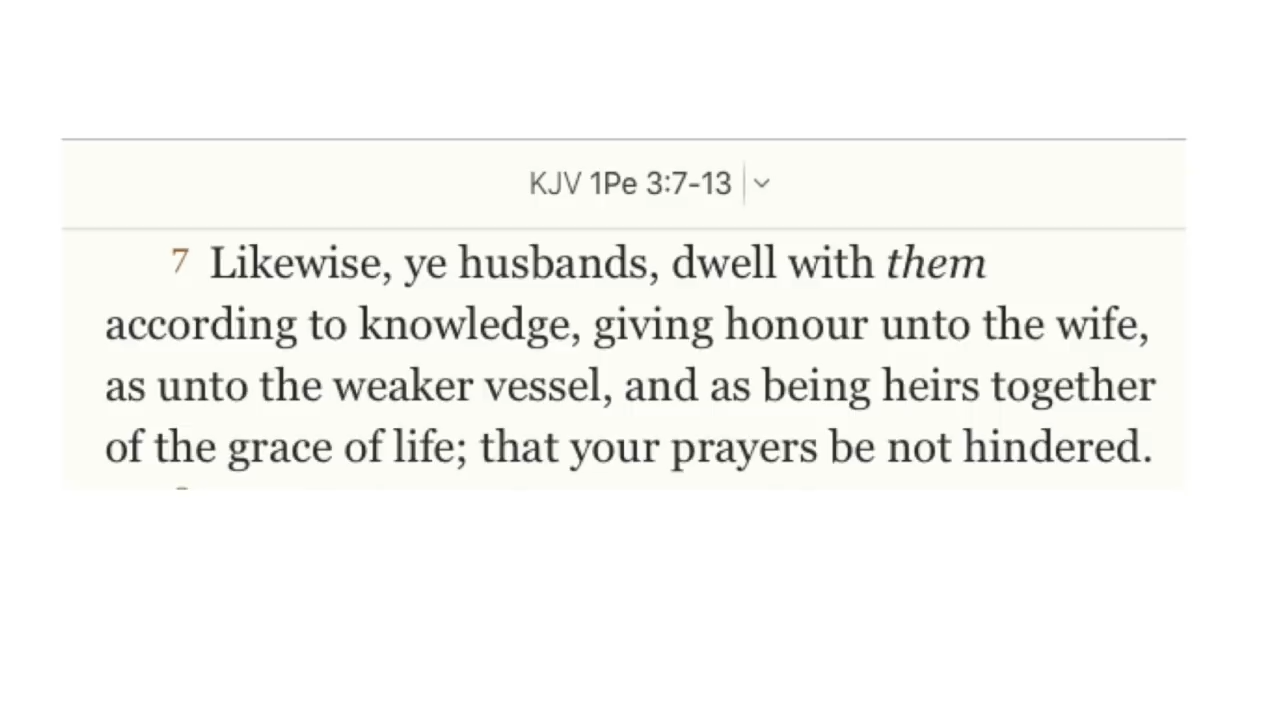 KJV 1Pe 3:7-13
7 Likewise, ye husbands, dwell with them
according to knowledge, giving honour unto the wife,
as unto the weaker vessel, and as being heirs together
of the grace of life; that your prayers be not hindered.